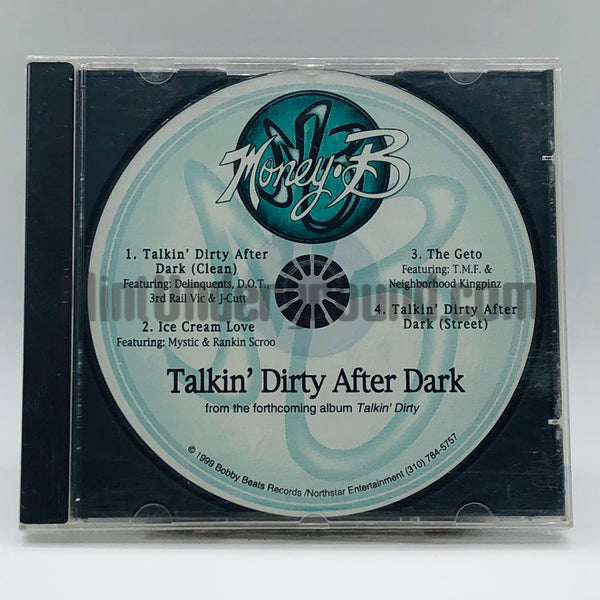 Money·B
1. Talkin' Dirty After
Dark (Clean)
Featuring: Delinquents, D.O.T.,
3rd Rail Vic & J-Cutt
2. Ice Cream Love
Featuring: Mystic & Rankin Scroo
3. The Geto
Featuring: T.M.F. &
Neighborhood Kingpinz
4. Talkin' Dirty After
Dark (Street)
MintUnderground.com
Talkin' Dirty After Dark
from the forthcoming album Talkin' Dirty
© 1999 Bobby Beats Records /Northstar Entertainment (310) 784-5757